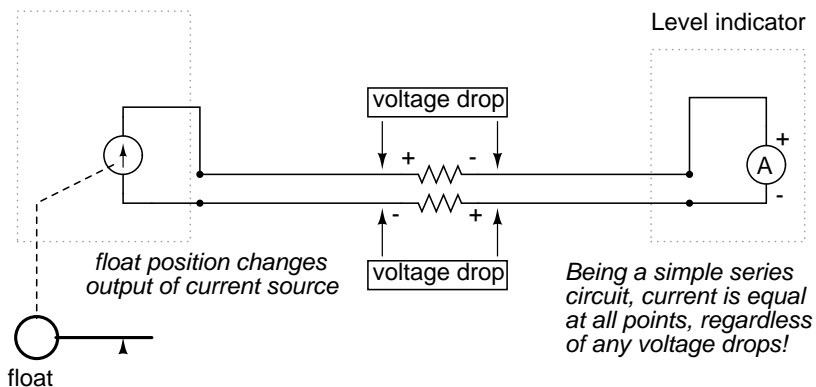 Level indicator
voltage drop
+ -
+
A
-
- +
voltage drop
float position changes
output of current source
Being a simple series
circuit, current is equal
at all points, regardless
of any voltage drops!
float